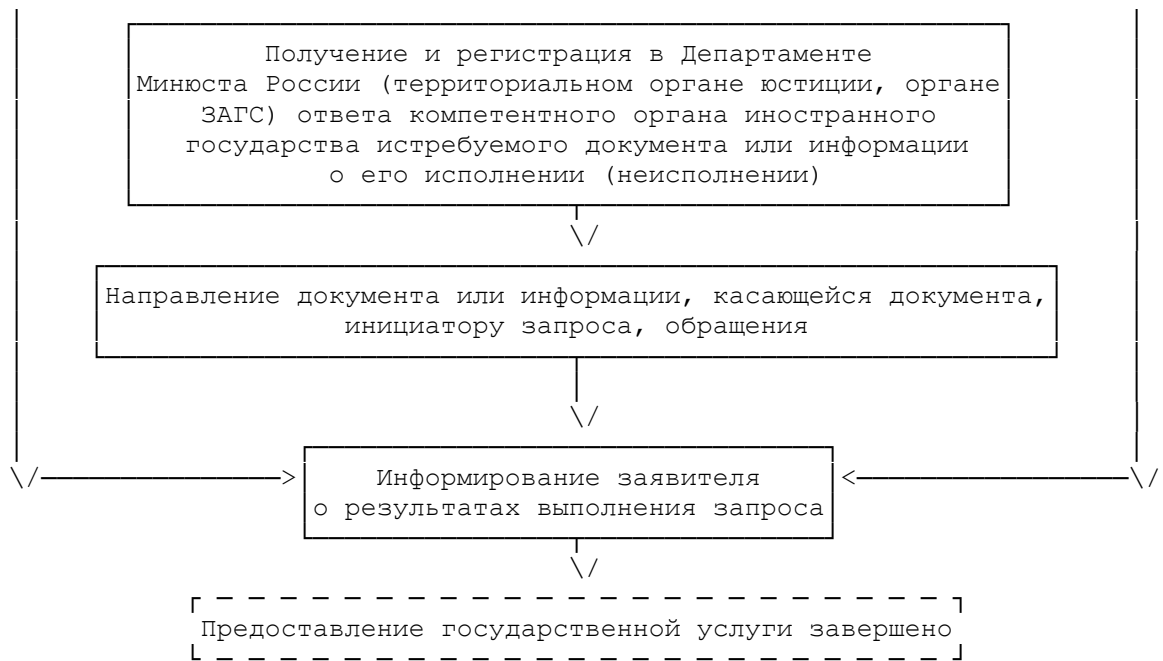 Получение и регистрация в Департаменте
Минюста России (территориальном органе юстиции, органе
ЗАГС) ответа компетентного органа иностранного
государства истребуемого документа или информации
о его исполнении (неисполнении)
Направление документа или информации, касающейся документа,
инициатору запроса, обращения
Информирование заявителя
о результатах выполнения запроса
Предоставление государственной услуги завершено